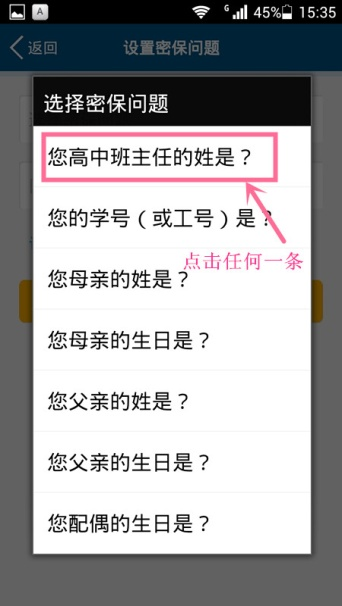 A G 45% 15:35
返回 设置密保问题
选择密保问题
您高中班主任的姓是？
您的学号（或工号）是？
点击任何一条
您母亲的姓是？
您母亲的生日是？
您父亲的姓是？
您父亲的生日是？
您配偶的生日是？